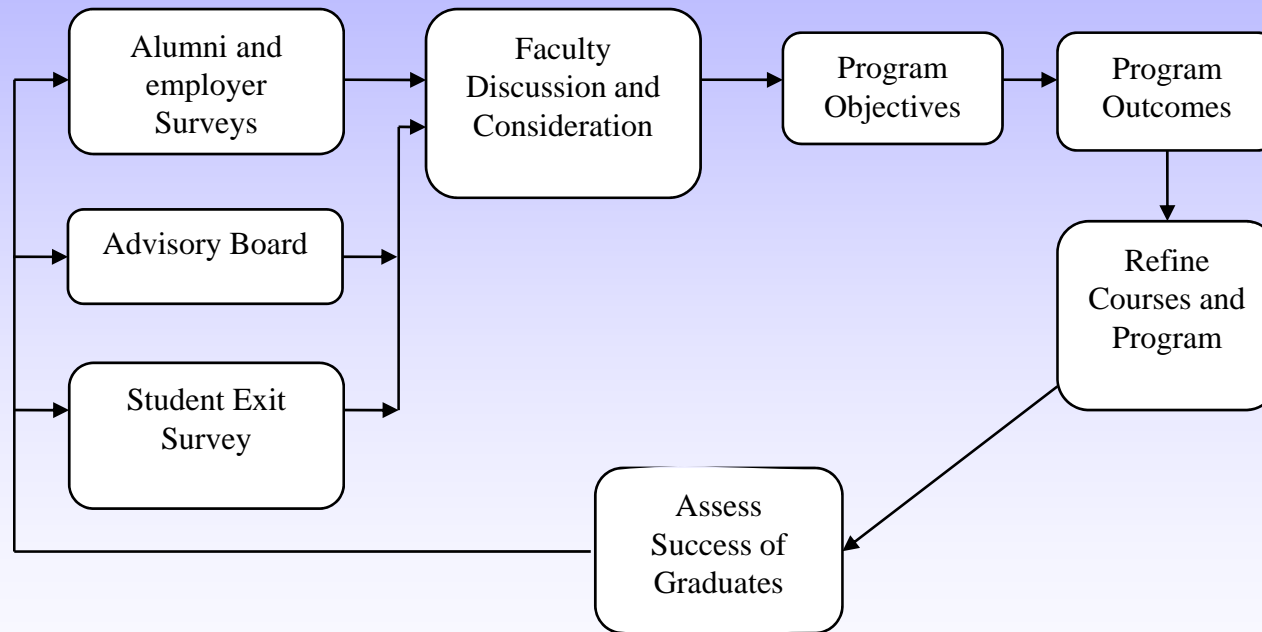 Alumni and
employer
Surveys
Faculty
Discussion and
Consideration
Program
Objectives
Program
Outcomes
Advisory Board
Refine
Courses and
Program
Student Exit
Survey
Assess
Success of
Graduates